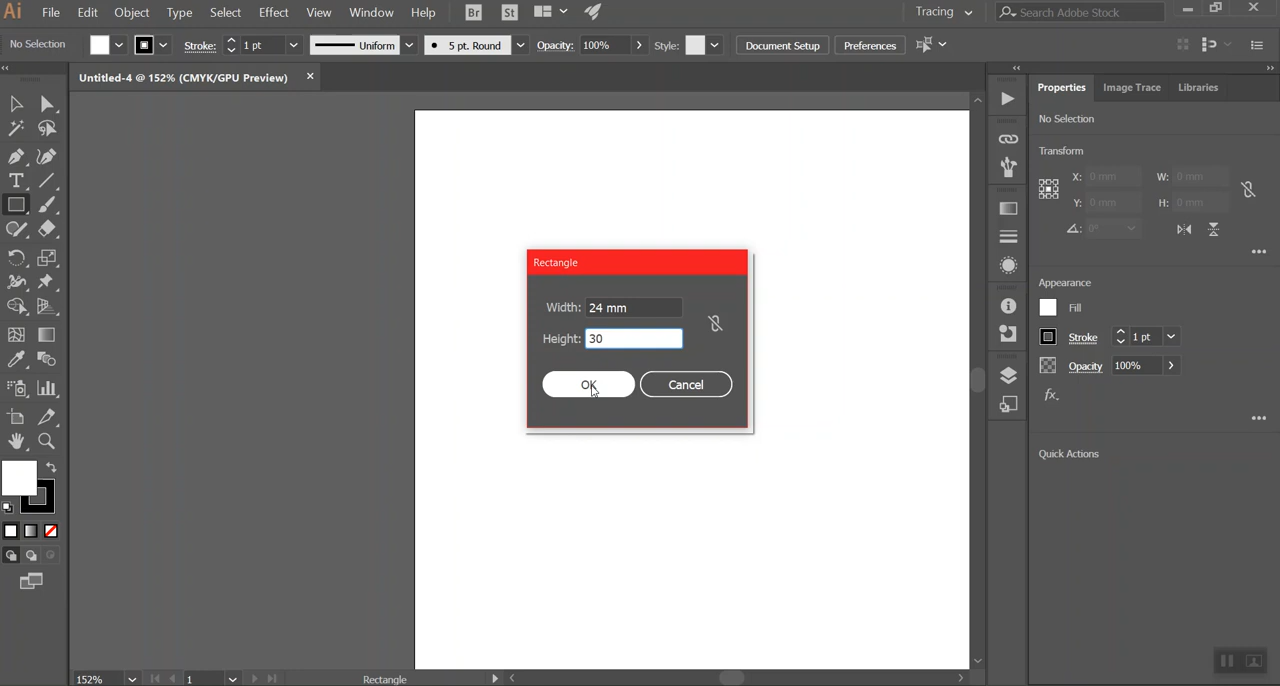 Ai File Edit Object Type Select Effect View Window Help Br St Tracing Search Adobe Stock
No Selection Stroke: 1 pt Uniform 5 pt. Round Opacity: 100% Style: Document Setup Preferences
Untitled-4 @ 152% (CMYK/GPU Preview)
Properties Image Trace Libraries
No Selection
Transform
X: 0 mm W: 0 mm
Y: 0 mm H: 0 mm
0°
Rectangle
Appearance
Width: 24 mm
Fill
Height: 30
Stroke 1 pt
Opacity 100%
OK Cancel
fx
Quick Actions
152% 1 Rectangle